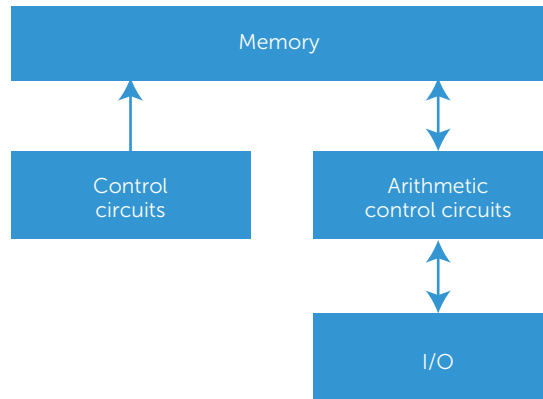 Memory
Control
circuits
Arithmetic
control circuits
I/O